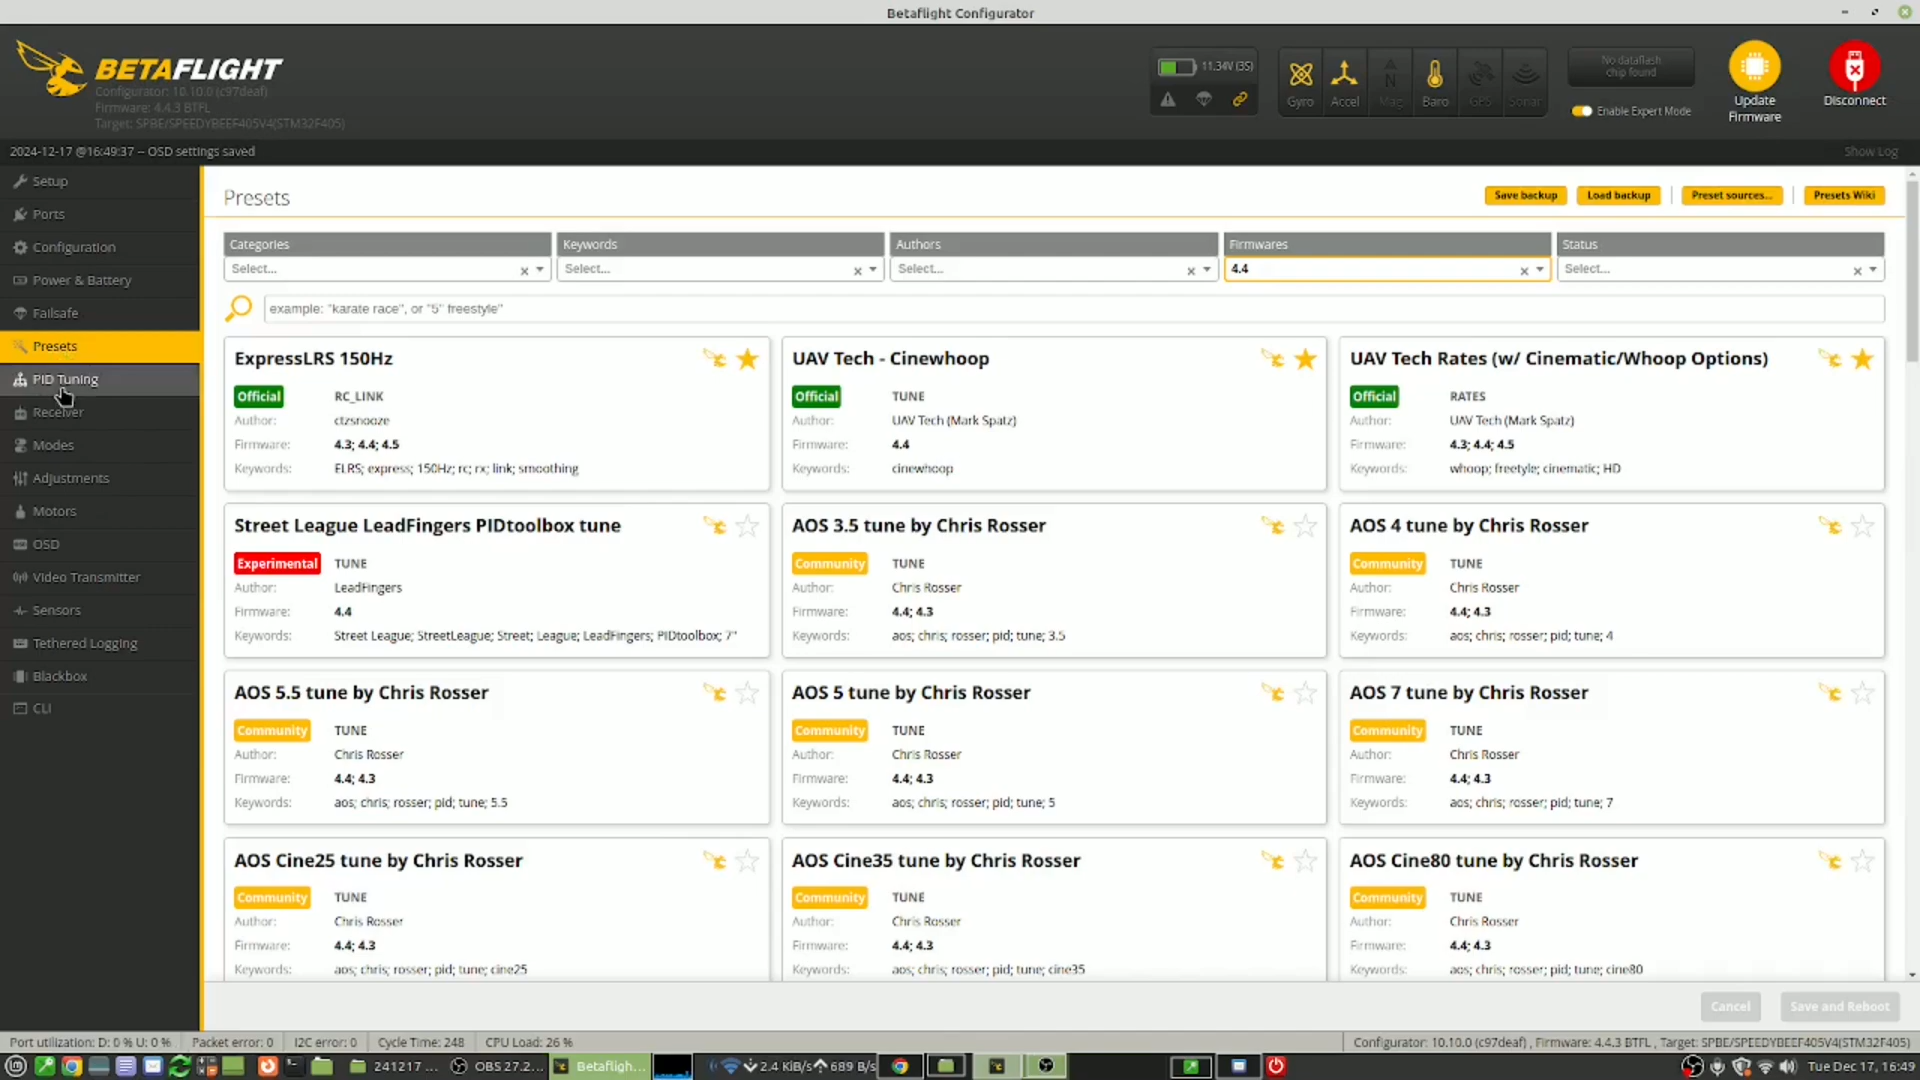 Betaflight Configurator
BETAFLIGHT
Configurator: 10.10.0 (c97deaf)
Firmware: 4.4.3 BTFL
Target: SPBE/SPEEDYBEEF405V4(STM32F405)
11.34V (3S)
Gyro
Accel
Mag
Baro
GPS
Sonar
No dataflash
chip found
Enable Expert Mode
Update
Firmware
Disconnect
2024-12-17 @16:49:37 -- OSD settings saved
Show Log
Setup
Ports
Configuration
Power & Battery
Failsafe
Presets
PID Tuning
Receiver
Modes
Adjustments
Motors
OSD
Video Transmitter
Sensors
Tethered Logging
Blackbox
CLI
Presets
Save backup
Load backup
Preset sources...
Presets Wiki
Categories
Keywords
Authors
Firmwares
Status
Select...
Select...
Select...
4.4
Select...
example: "karate race", or "5" freestyle"
ExpressLRS 150Hz
Official RC_LINK
Author: ctzsnooze
Firmware: 4.3; 4.4; 4.5
Keywords: ELRS; express; 150Hz; rc; rx; link; smoothing
UAV Tech - Cinewhoop
Official TUNE
Author: UAV Tech (Mark Spatz)
Firmware: 4.4
Keywords: cinewhoop
UAV Tech Rates (w/ Cinematic/Whoop Options)
Official RATES
Author: UAV Tech (Mark Spatz)
Firmware: 4.3; 4.4; 4.5
Keywords: whoop; freetyle; cinematic; HD
Street League LeadFingers PIDtoolbox tune
Experimental TUNE
Author: LeadFingers
Firmware: 4.4
Keywords: Street League; StreetLeague; Street; League; LeadFingers; PIDtoolbox; 7"
AOS 3.5 tune by Chris Rosser
Community TUNE
Author: Chris Rosser
Firmware: 4.4; 4.3
Keywords: aos; chris; rosser; pid; tune; 3.5
AOS 4 tune by Chris Rosser
Community TUNE
Author: Chris Rosser
Firmware: 4.4; 4.3
Keywords: aos; chris; rosser; pid; tune; 4
AOS 5.5 tune by Chris Rosser
Community TUNE
Author: Chris Rosser
Firmware: 4.4; 4.3
Keywords: aos; chris; rosser; pid; tune; 5.5
AOS 5 tune by Chris Rosser
Community TUNE
Author: Chris Rosser
Firmware: 4.4; 4.3
Keywords: aos; chris; rosser; pid; tune; 5
AOS 7 tune by Chris Rosser
Community TUNE
Author: Chris Rosser
Firmware: 4.4; 4.3
Keywords: aos; chris; rosser; pid; tune; 7
AOS Cine25 tune by Chris Rosser
Community TUNE
Author: Chris Rosser
Firmware: 4.4; 4.3
Keywords: aos; chris; rosser; pid; tune; cine25
AOS Cine35 tune by Chris Rosser
Community TUNE
Author: Chris Rosser
Firmware: 4.4; 4.3
Keywords: aos; chris; rosser; pid; tune; cine35
AOS Cine80 tune by Chris Rosser
Community TUNE
Author: Chris Rosser
Firmware: 4.4; 4.3
Keywords: aos; chris; rosser; pid; tune; cine80
Cancel
Save and Reboot
Port utilization: D: 0 % U: 0 % Packet error: 0 I2C error: 0 Cycle Time: 248 CPU Load: 26 %
Configurator: 10.10.0 (c97deaf) , Firmware: 4.4.3 BTFL , Target: SPBE/SPEEDYBEEF405V4(STM32F405)
241217 ... OBS 27.2... Betafligh... 2.4 KiB/s 689 B/s Tue Dec 17, 16:49